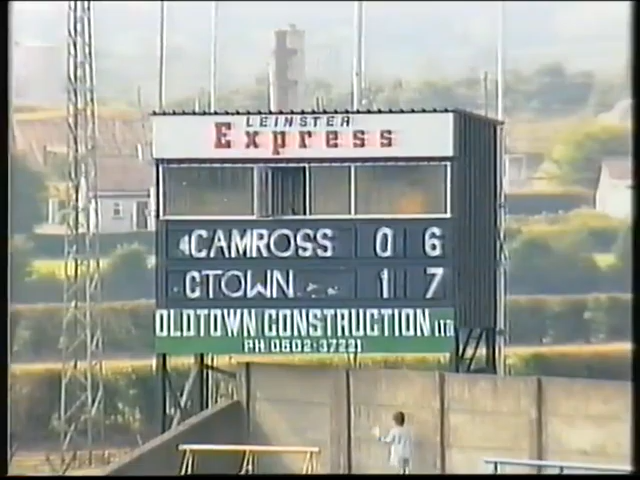 LEINSTER
Express
CAMROSS 0 6
CTOWN 1 7
OLDTOWN CONSTRUCTION LTD.
PH·0502·37221